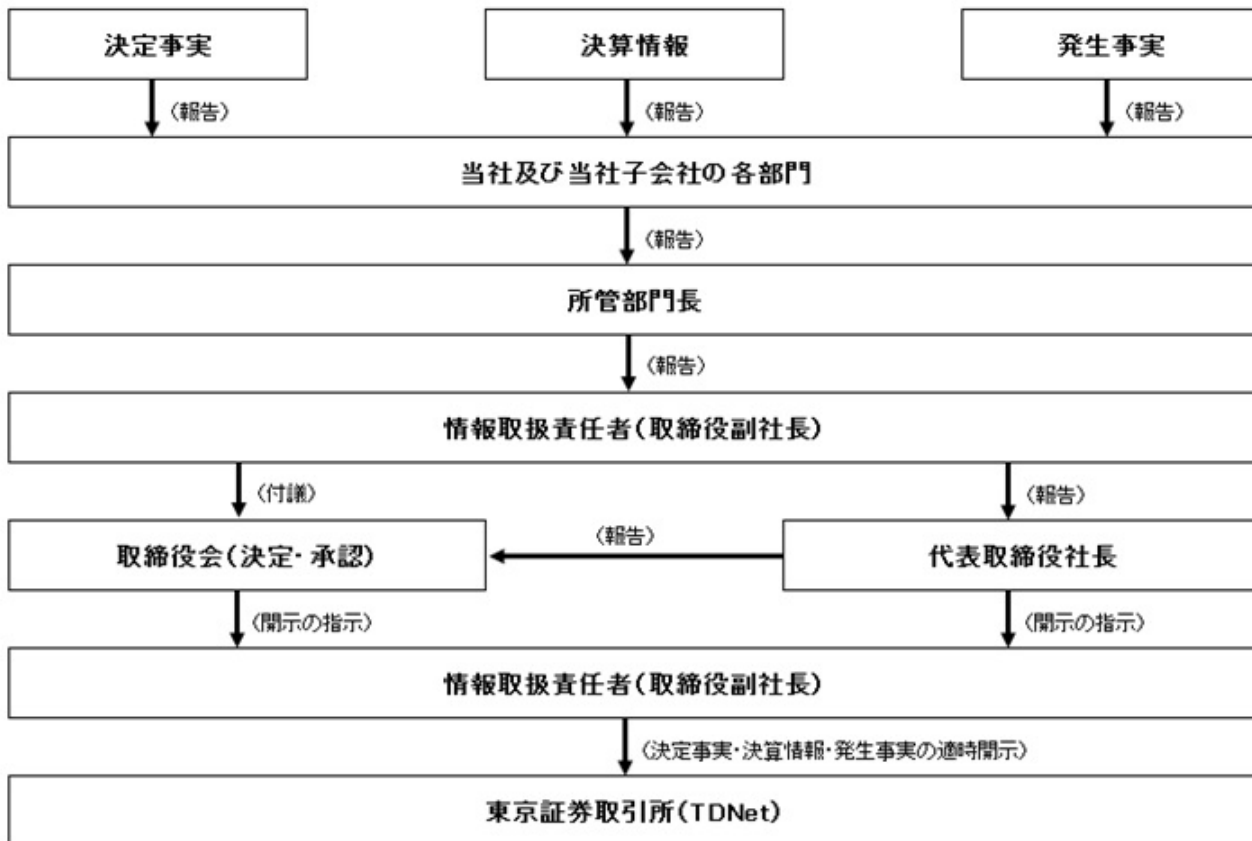 決定事実
決算情報
発生事実
〈報告〉
〈報告〉
〈報告〉
当社及び当社子会社の各部門
〈報告〉
所管部門長
〈報告〉
情報取扱責任者(取締役副社長)
〈付議〉
〈報告〉
取締役会(決定・承認)
〈報告〉
代表取締役社長
〈開示の指示〉
〈開示の指示〉
情報取扱責任者(取締役副社長)
〈決定事実・決算情報・発生事実の適時開示〉
東京証券取引所(TDNet)